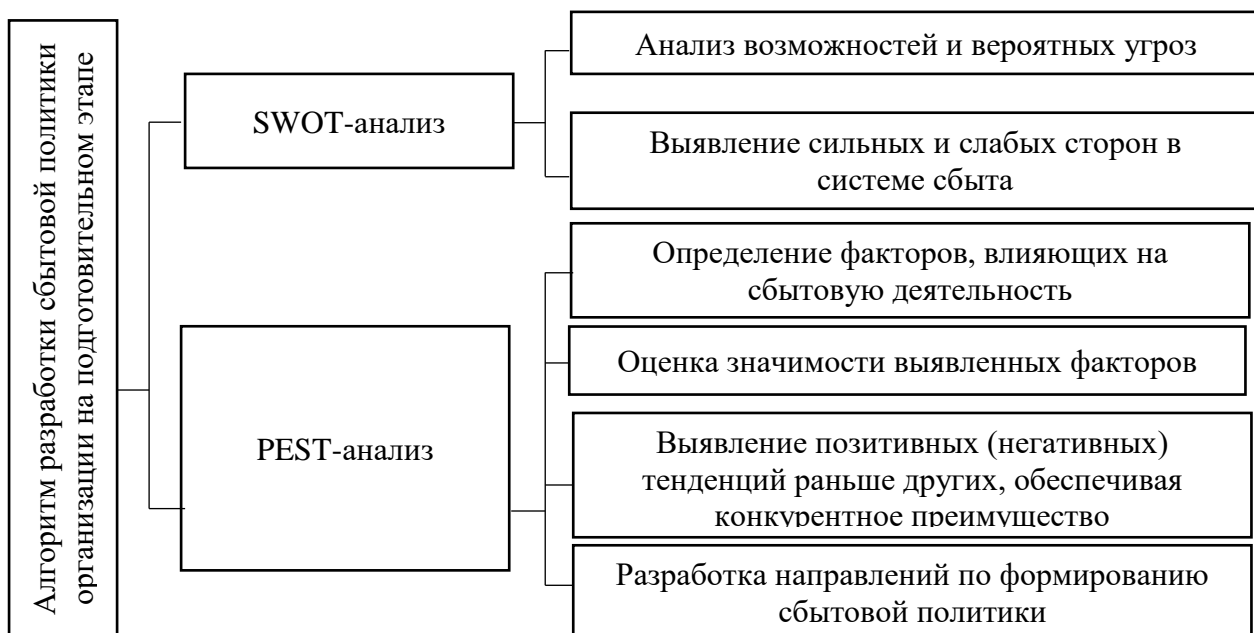 Алгоритм разработки сбытовой политики
организации на подготовительном этапе
SWOT-анализ
Анализ возможностей и вероятных угроз
Выявление сильных и слабых сторон в
системе сбыта
PEST-анализ
Определение факторов, влияющих на
сбытовую деятельность
Оценка значимости выявленных факторов
Выявление позитивных (негативных)
тенденций раньше других, обеспечивая
конкурентное преимущество
Разработка направлений по формированию
сбытовой политики